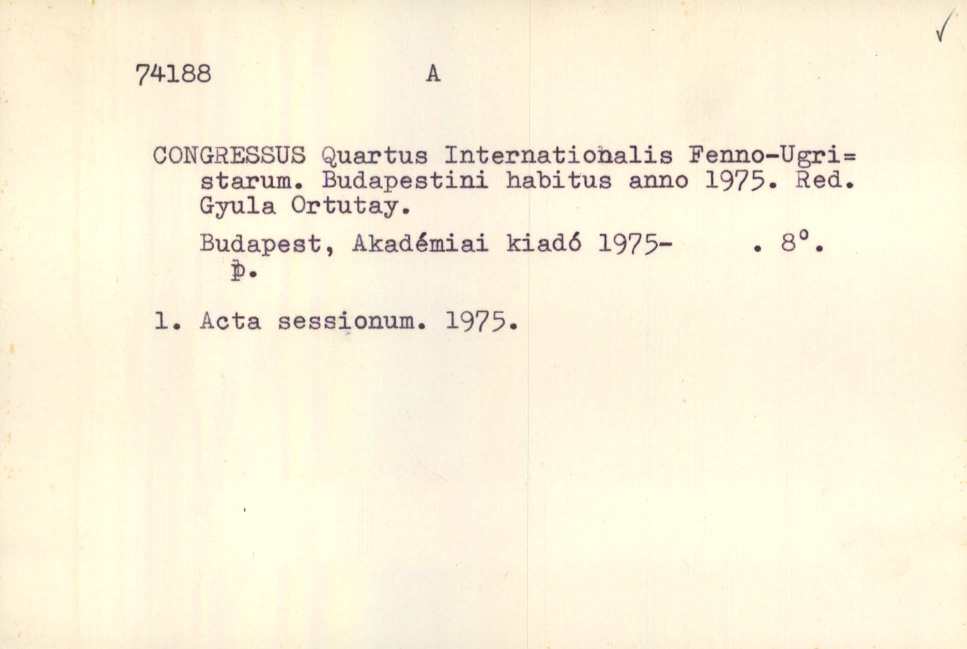 74188 A
CONGRESSUS Quartus Internationalis Fenno-Ugri=
starum. Budapestini habitus anno 1975. Red.
Gyula Ortutay.
Budapest, Akadémiai kiadó 1975- . 8°.
p.
1. Acta sessionum. 1975.